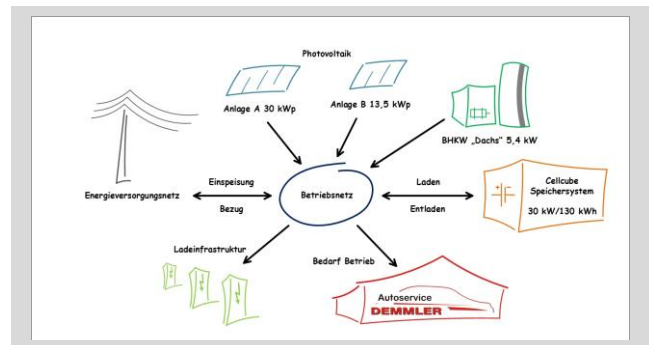 Photovoltaik
Anlage A 30 kWp
Anlage B 13,5 kWp
BHKW „Dachs" 5,4 kW
Energieversorgungsnetz
Einspeisung
Bezug
Betriebsnetz
Laden
Entladen
Cellcube
Speichersystem
30 kW/130 kWh
Ladeinfrastruktur
Bedarf Betrieb
Autoservice
DEMMLER